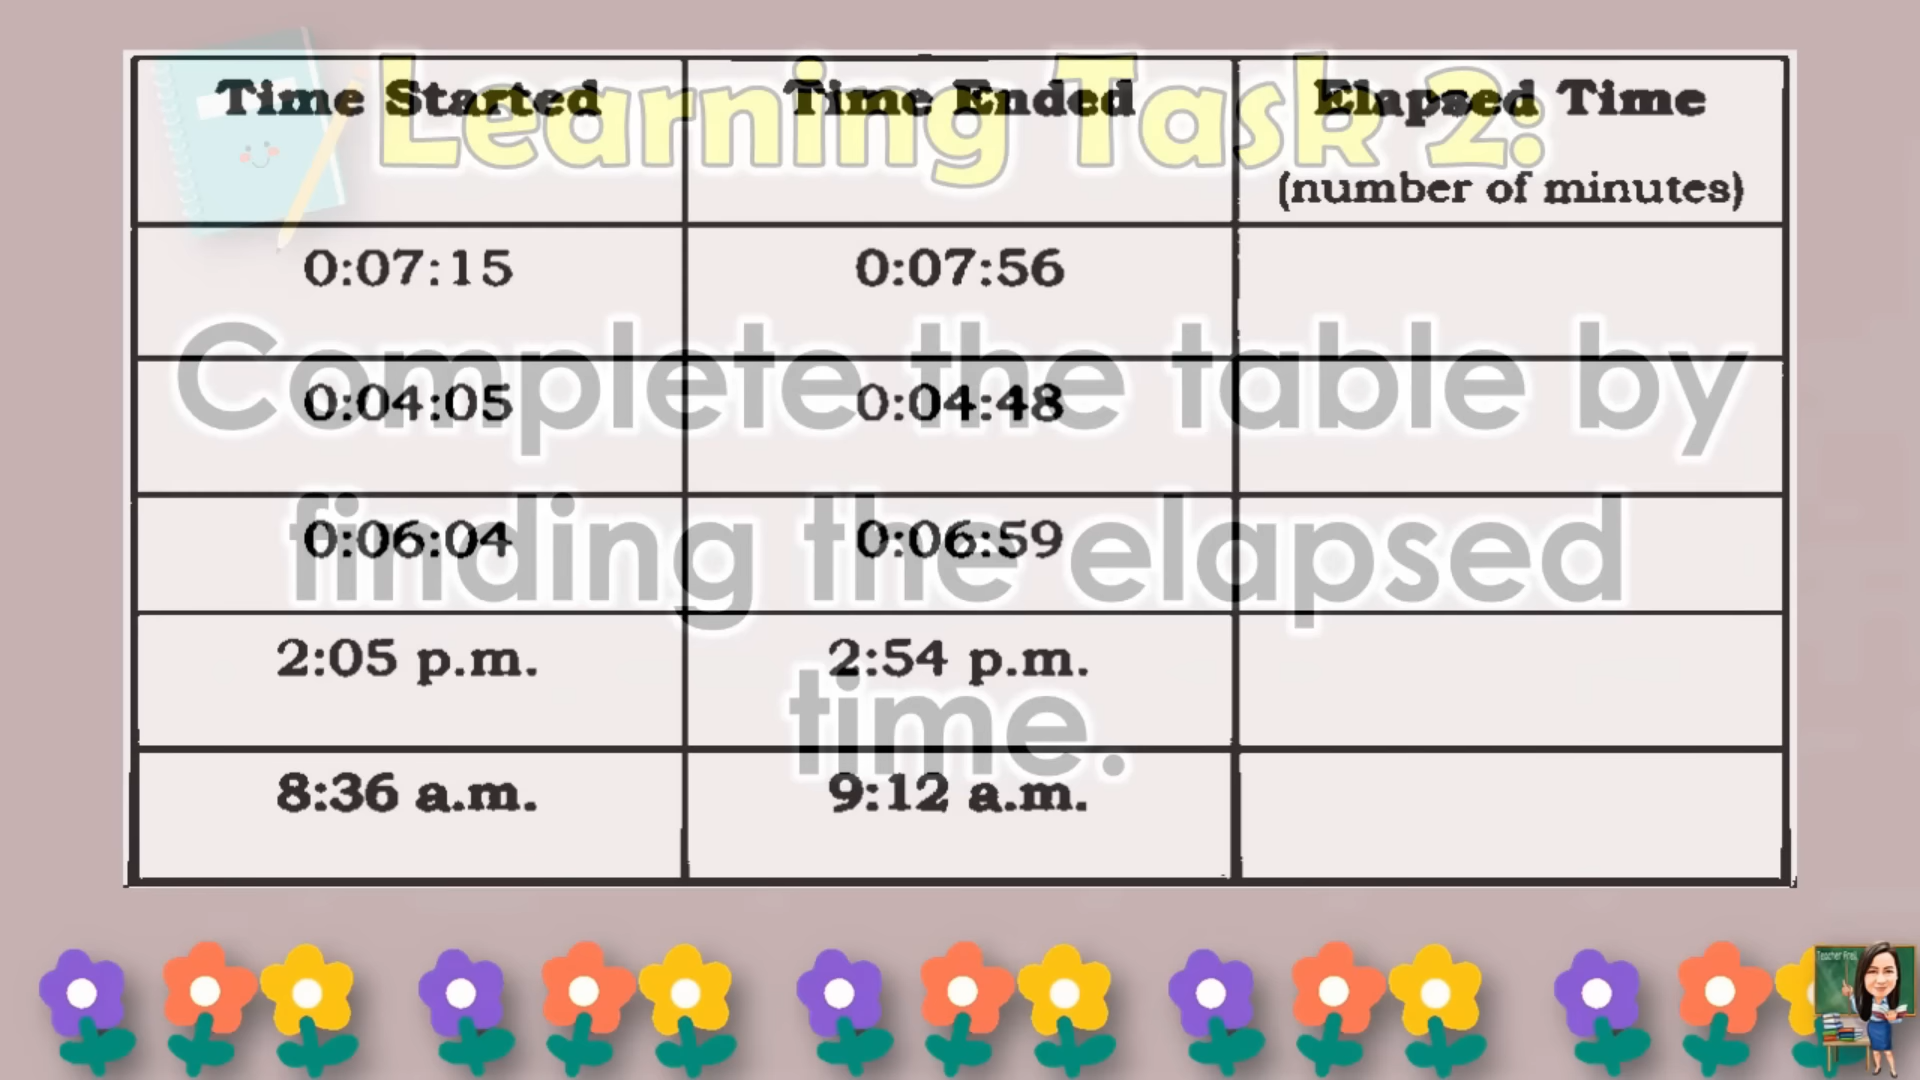 Learning Task 2:
Complete the table by
finding the elapsed
time.
Time Started Time Ended Elapsed Time
(number of minutes)
0:07:15 0:07:56
0:04:05 0:04:48
0:06:04 0:06:59
2:05 p.m. 2:54 p.m.
8:36 a.m. 9:12 a.m.